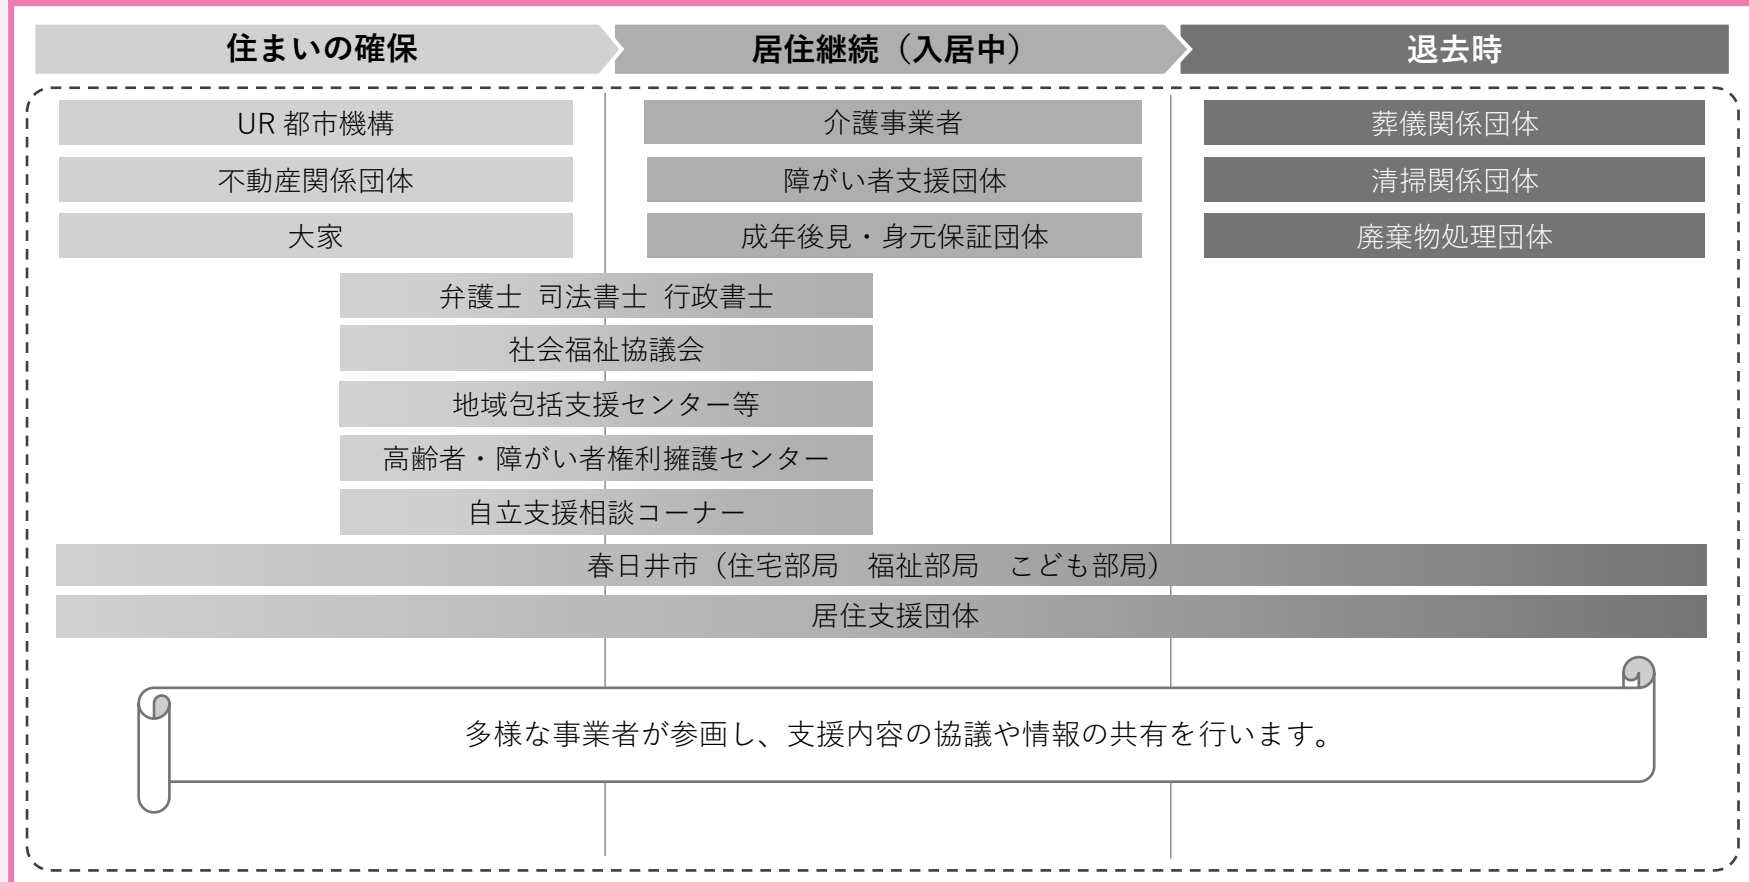 住まいの確保
居住継続（入居中）
退去時
UR 都市機構
介護事業者
葬儀関係団体
不動産関係団体
障がい者支援団体
清掃関係団体
大家
成年後見・身元保証団体
廃棄物処理団体
弁護士 司法書士 行政書士
社会福祉協議会
地域包括支援センター等
高齢者・障がい者権利擁護センター
自立支援相談コーナー
春日井市（住宅部局　福祉部局　こども部局）
居住支援団体
多様な事業者が参画し、支援内容の協議や情報の共有を行います。